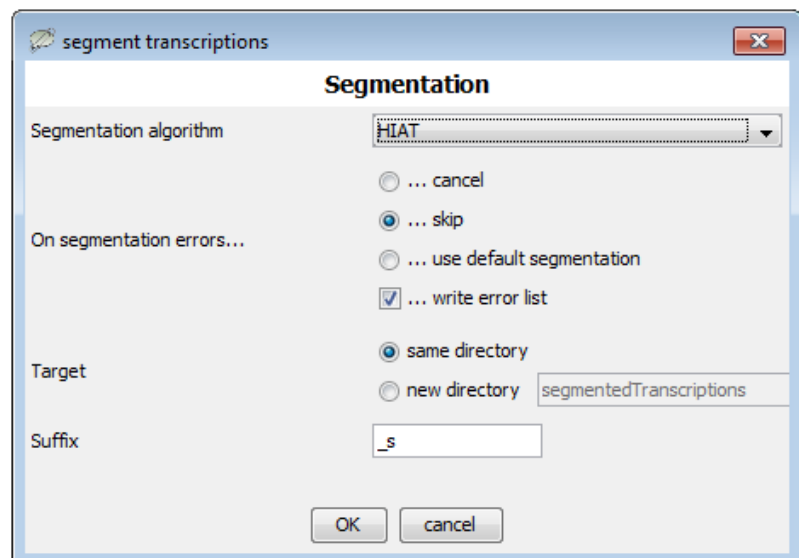 segment transcriptions
Segmentation
Segmentation algorithm HIAT
... cancel
On segmentation errors... ... skip
... use default segmentation
... write error list
Target same directory
new directory segmentedTranscriptions
Suffix _s
OK cancel